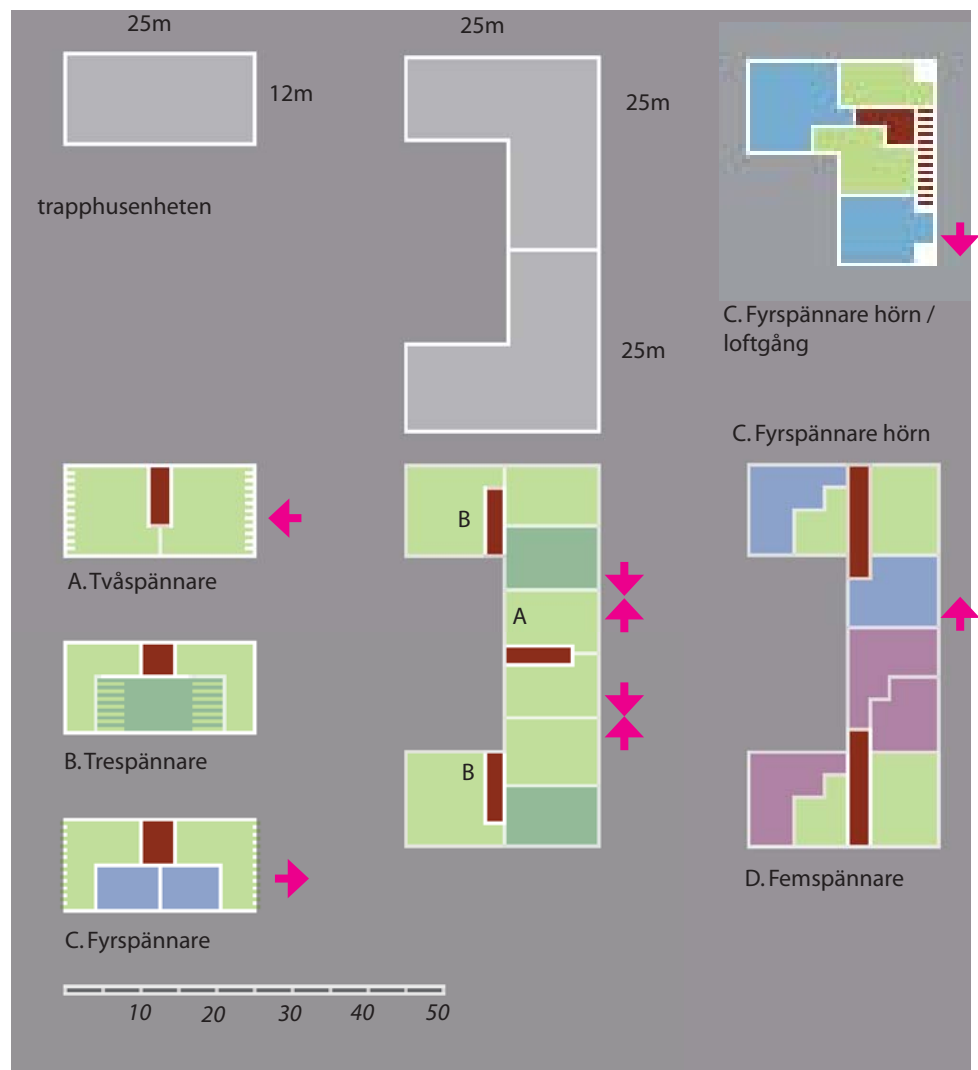 25m
25m
12m
25m
trapphusenheten
C. Fyrspännare hörn /
loftgång
25m
C. Fyrspännare hörn
B
A. Tvåspännare
A
B. Trespännare
B
D. Femspännare
C. Fyrspännare
10 20 30 40 50